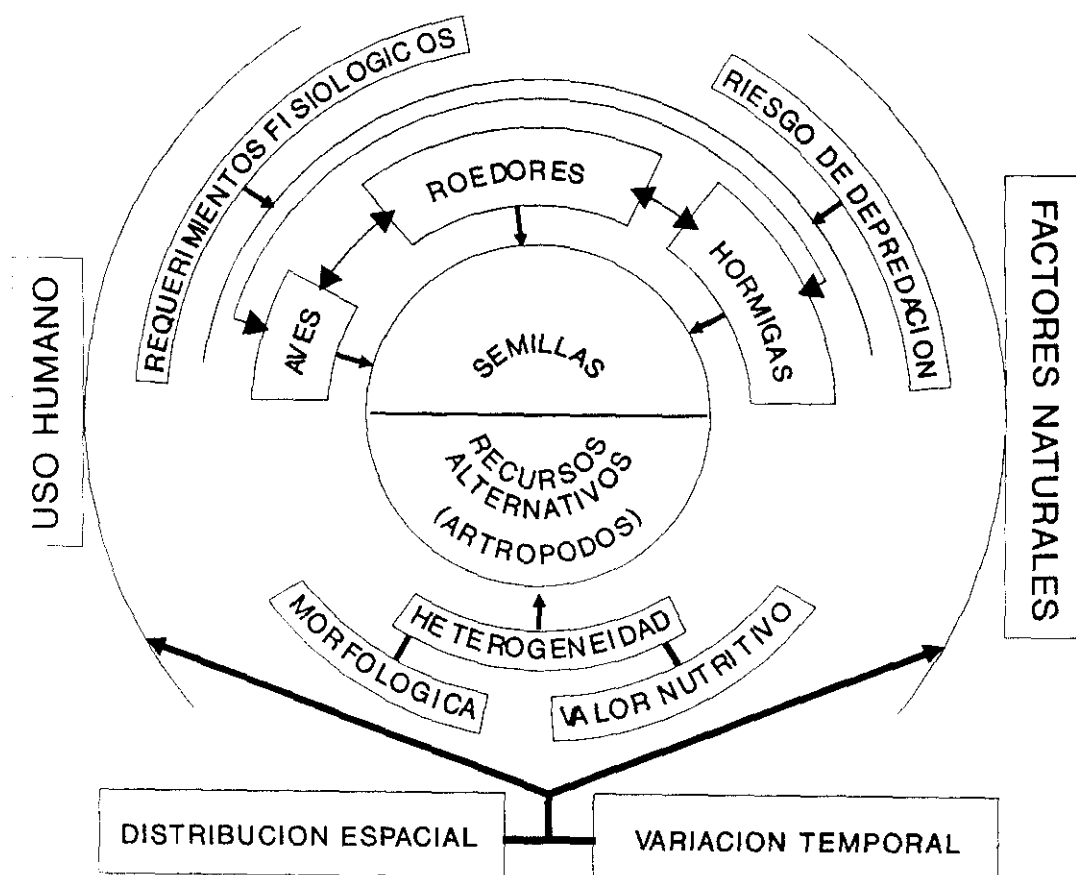 REQUERIMIENTOS FISIOLOGICOS
RIESGO DE DEPREDACION
ROEDORES
AVES
HORMIGAS
USO HUMANO
FACTORES NATURALES
SEMILLAS
RECURSOS
ALTERNATIVOS
(ARTROPODOS)
HETEROGENEIDAD
MORFOLOGICA
VALOR NUTRITIVO
DISTRIBUCION ESPACIAL
VARIACION TEMPORAL